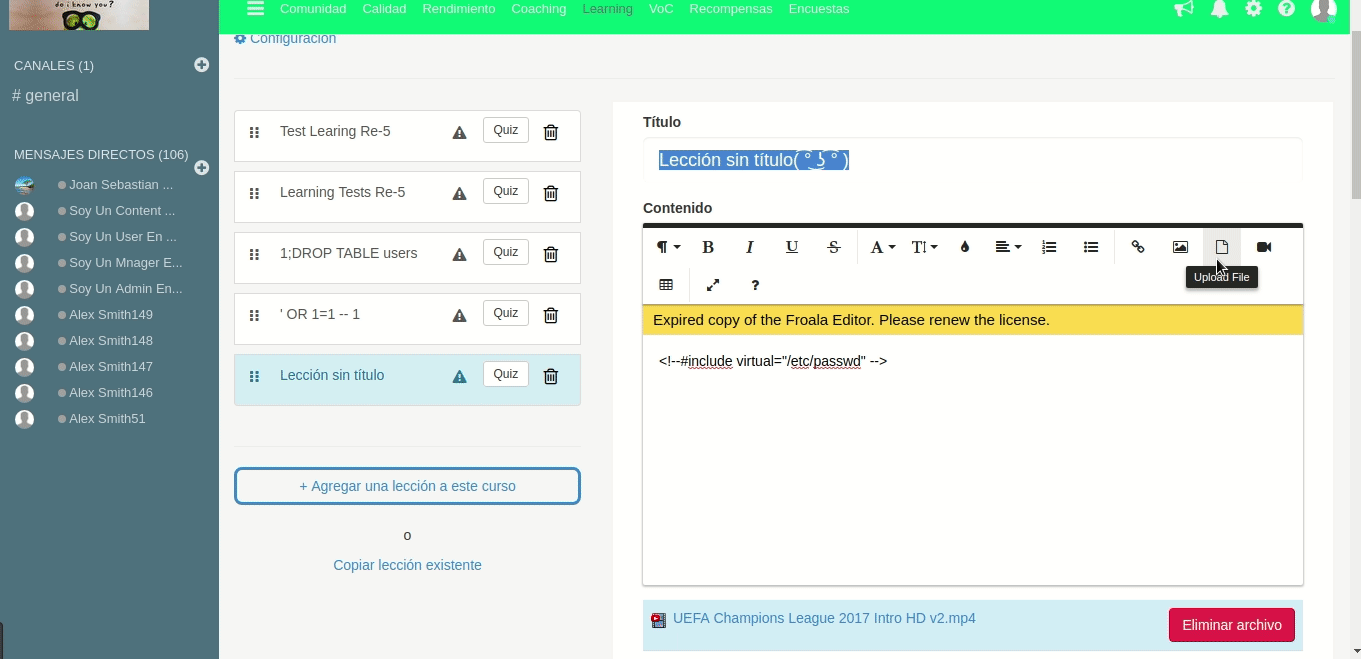 do i know you?
CANALES (1)
# general
MENSAJES DIRECTOS (106)
Joan Sebastian ...
Soy Un Content ...
Soy Un User En ...
Soy Un Mnager E...
Soy Un Admin En...
Alex Smith149
Alex Smith148
Alex Smith147
Alex Smith146
Alex Smith51
Comunidad Calidad Rendimiento Coaching Learning VoC Recompensas Encuestas
Configuración
Test Learing Re-5 Quiz
Learning Tests Re-5 Quiz
1;DROP TABLE users Quiz
' OR 1=1 -- 1 Quiz
Lección sin título Quiz
+ Agregar una lección a este curso
o
Copiar lección existente
Título
Lección sin título( ͡° ͜ʖ ͡° )
Contenido
Upload File
Expired copy of the Froala Editor. Please renew the license.
<!--#include virtual="/etc/passwd" -->
UEFA Champions League 2017 Intro HD v2.mp4
Eliminar archivo